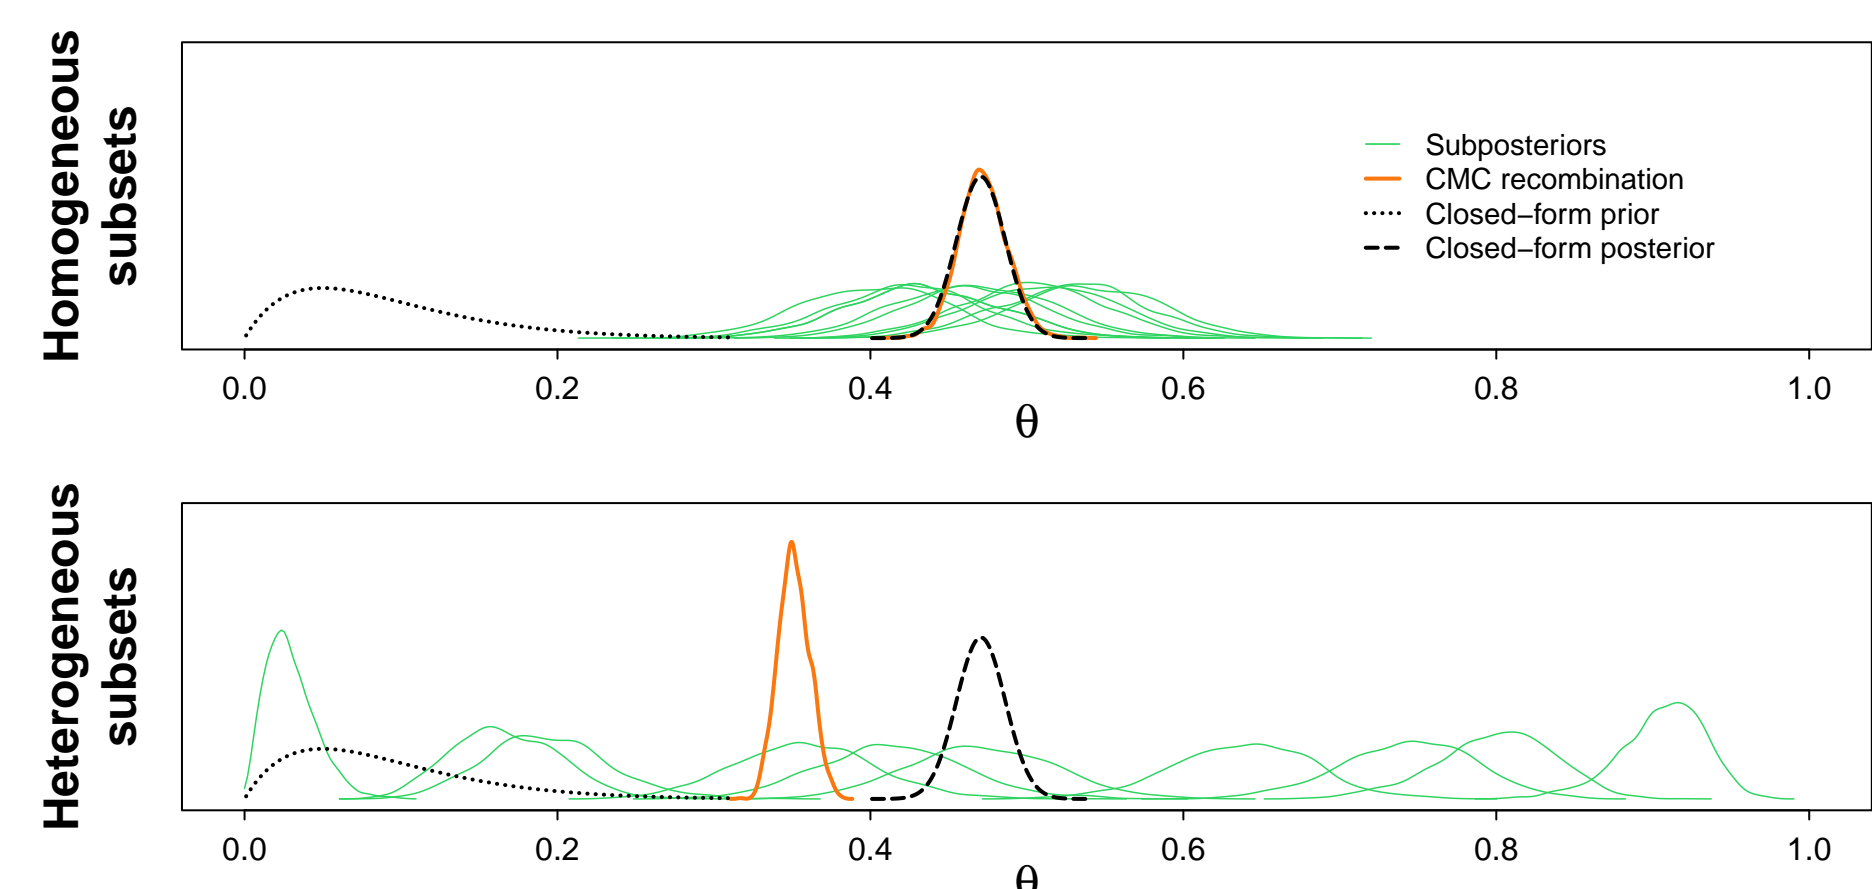 Homogeneous
subsets
Subposteriors
CMC recombination
Closed−form prior
Closed−form posterior
0.0 0.2 0.4 0.6 0.8 1.0
θ
Heterogeneous
subsets
0.0 0.2 0.4 0.6 0.8 1.0
θ